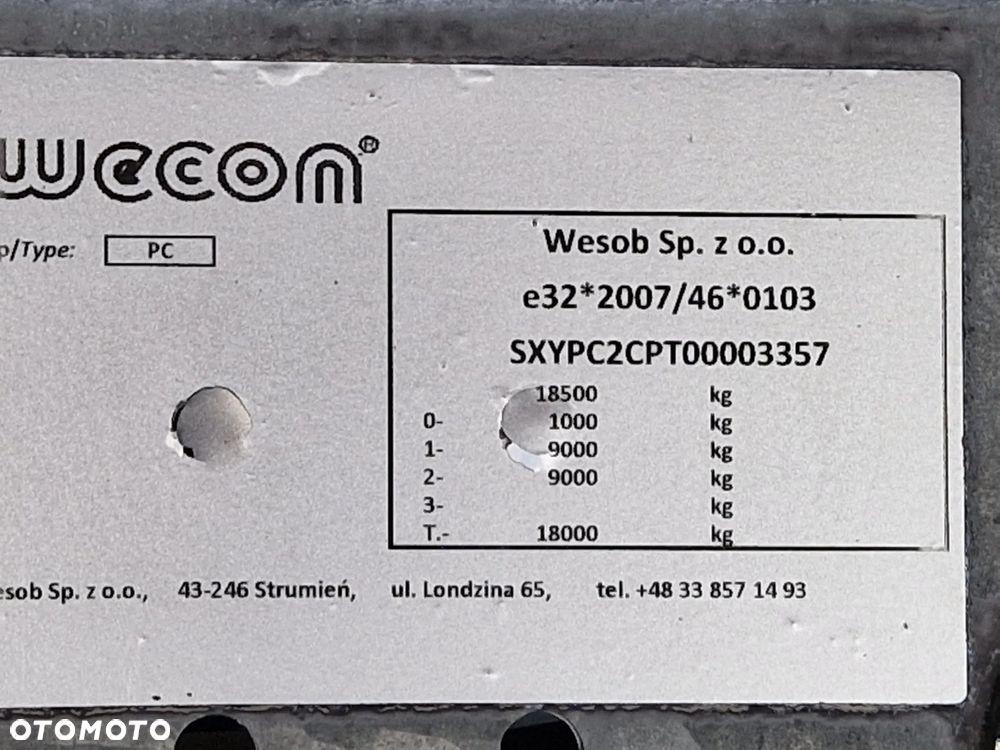 wecon®
p/Type: PC
Wesob Sp. z o.o.
e32*2007/46*0103
SXYPC2CPT00003357
18500 kg
0- 1000 kg
1- 9000 kg
2- 9000 kg
3- kg
T.- 18000 kg
esob Sp. z o.o., 43-246 Strumień, ul. Londzina 65, tel. +48 33 857 14 93
OTOMOTO